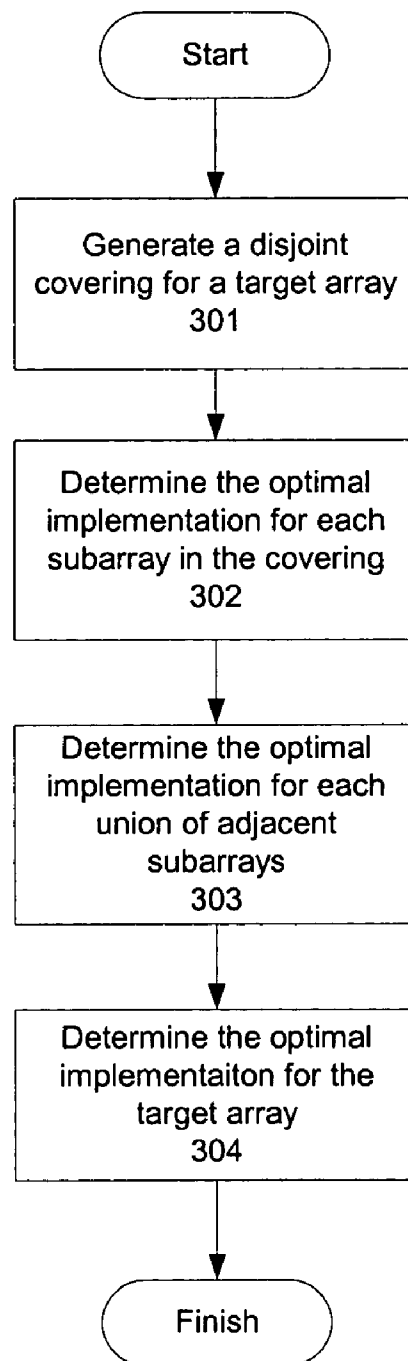 Start
Generate a disjoint
covering for a target array
301
Determine the optimal
implementation for each
subarray in the covering
302
Determine the optimal
implementation for each
union of adjacent
subarrays
303
Determine the optimal
implementaiton for the
target array
304
Finish